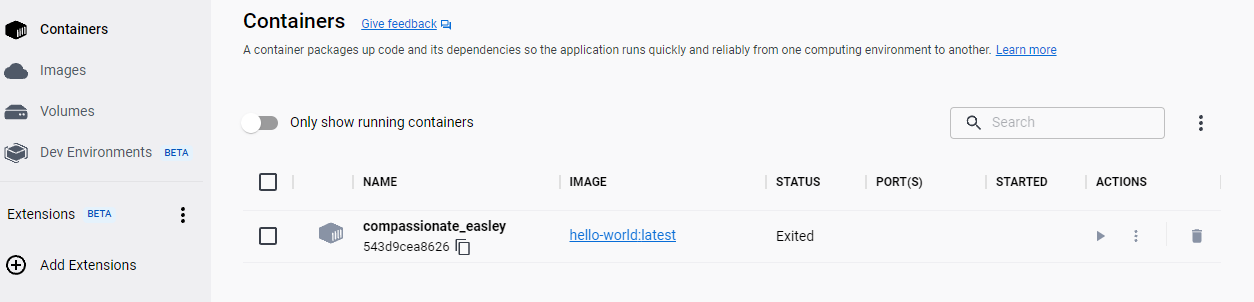 Containers
Images
Volumes
Dev Environments BETA
Extensions BETA
Add Extensions
Containers Give feedback
A container packages up code and its dependencies so the application runs quickly and reliably from one computing environment to another. Learn more
Only show running containers
Search
NAME IMAGE STATUS PORT(S) STARTED ACTIONS
compassionate_easley hello-world:latest Exited
543d9cea8626